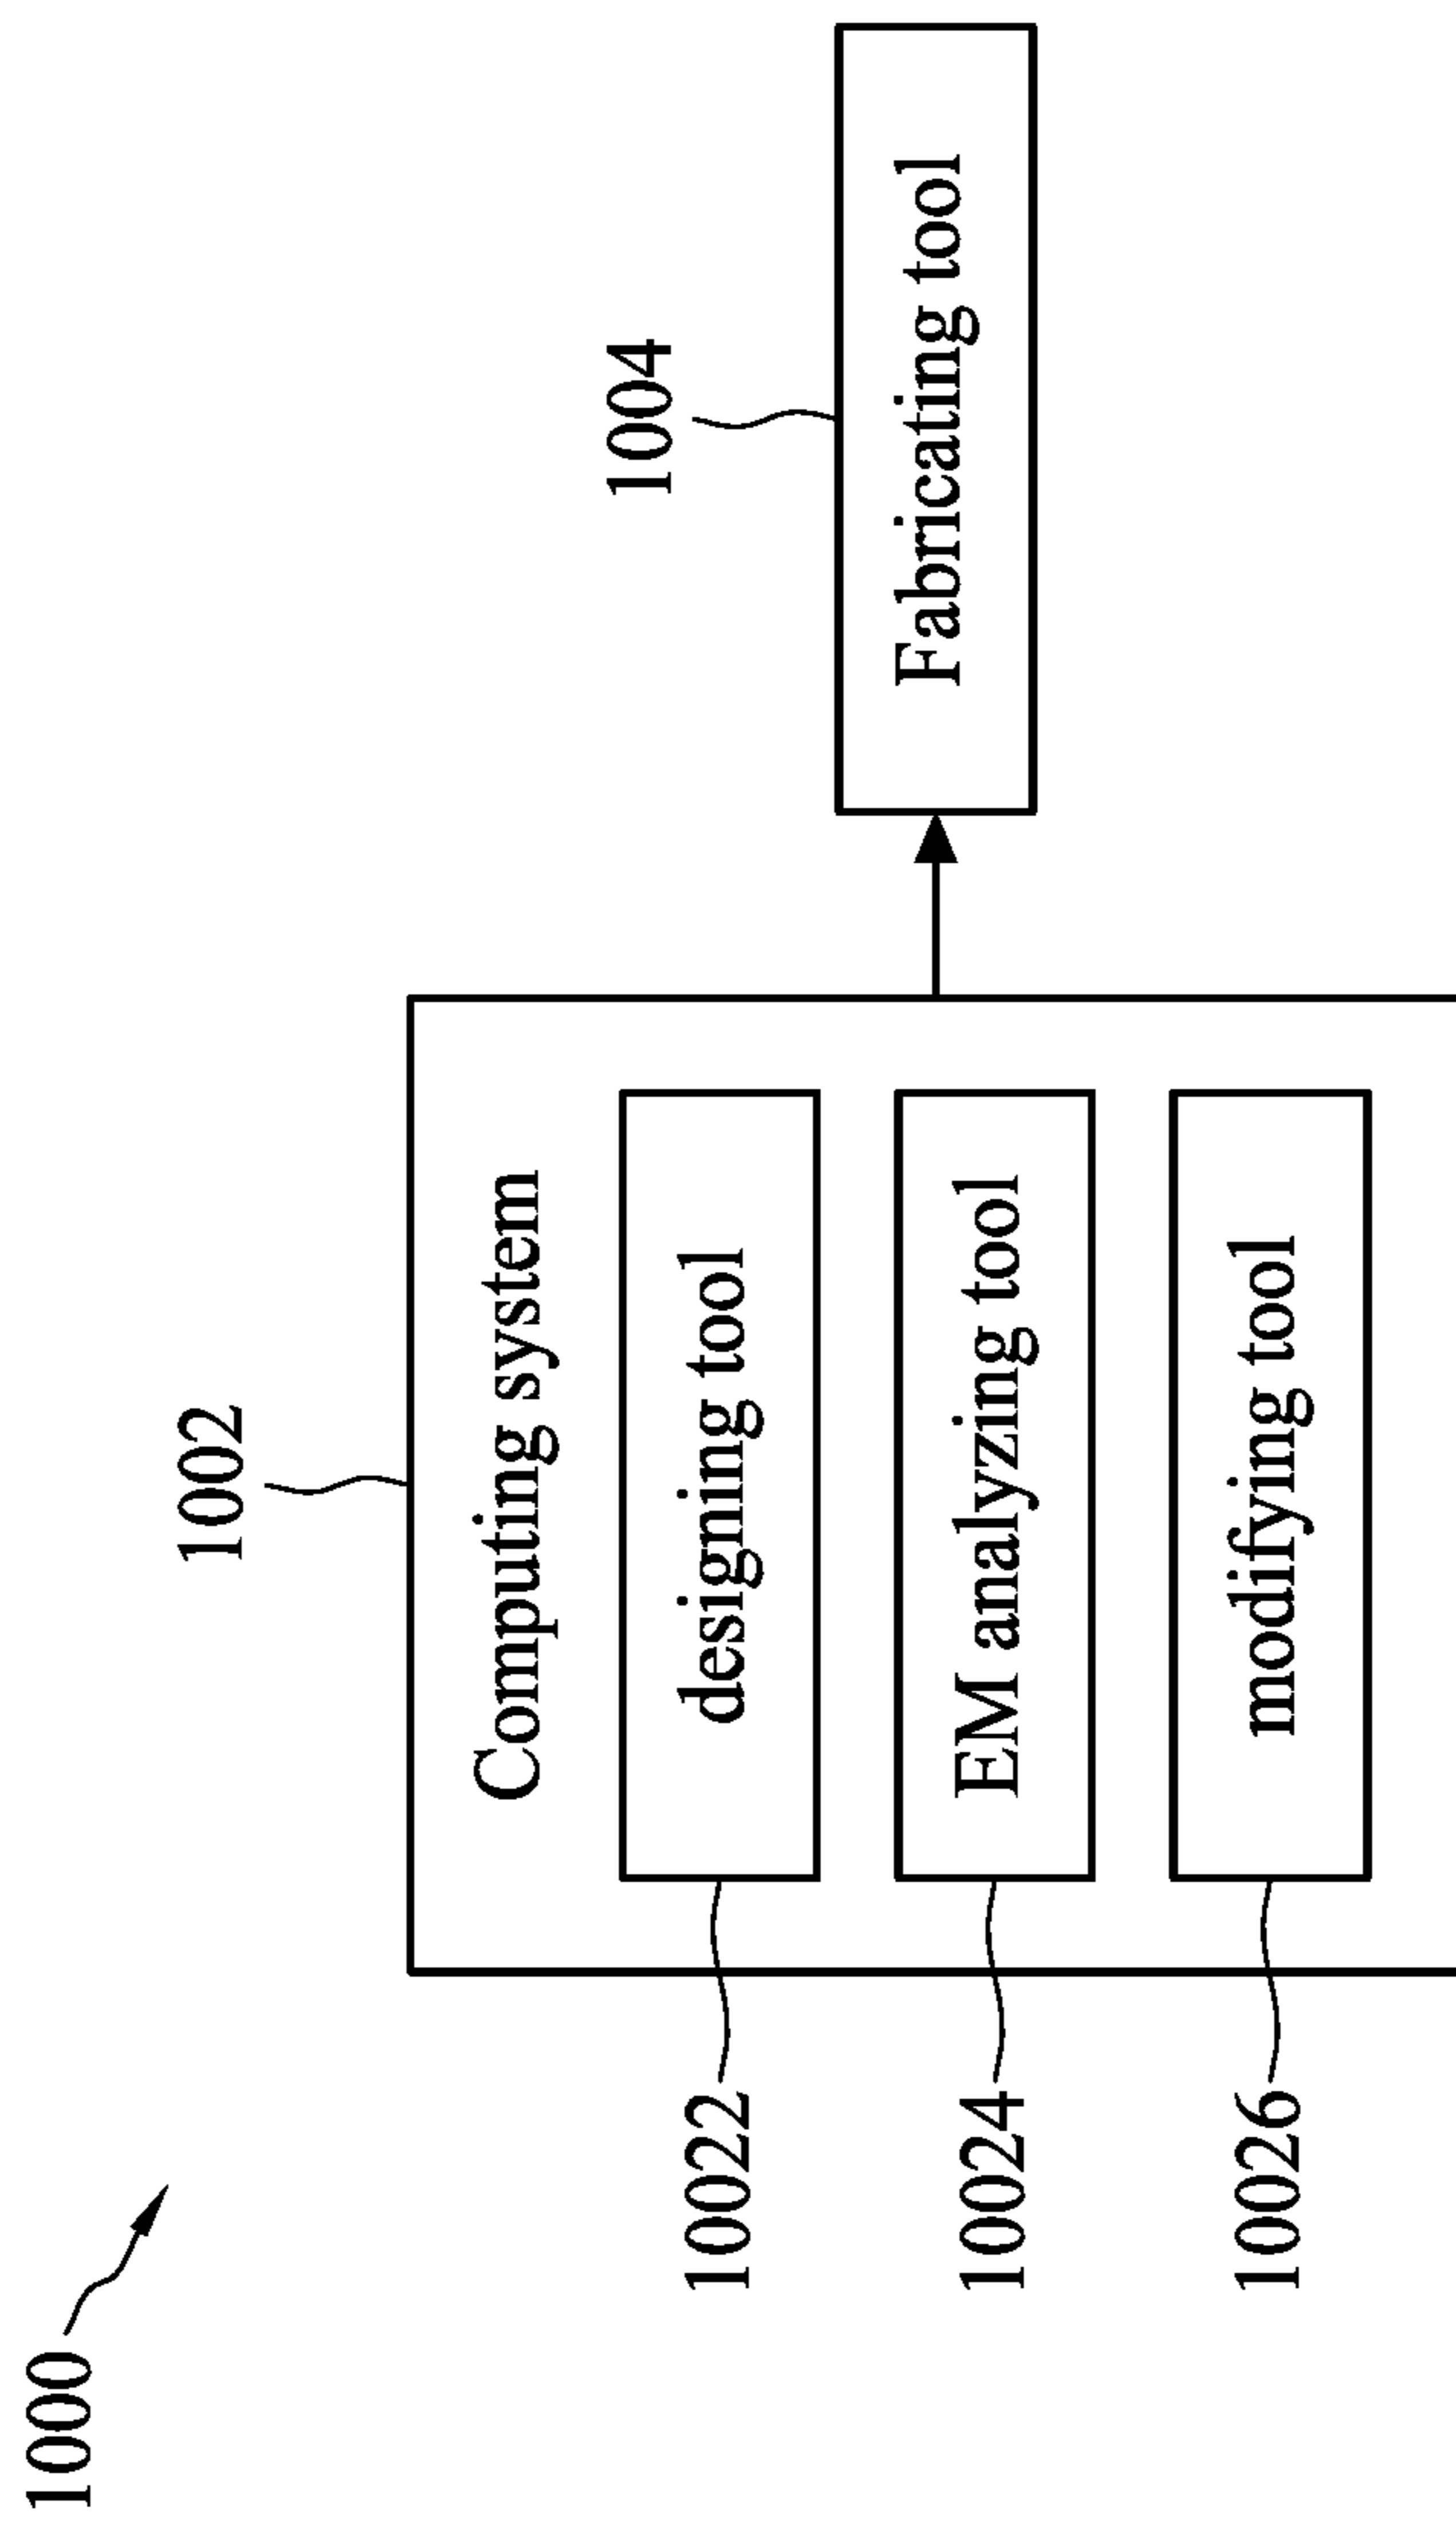 1000
1002
Computing system
10022
designing tool
1004
10024
EM analyzing tool
Fabricating tool
10026
modifying tool